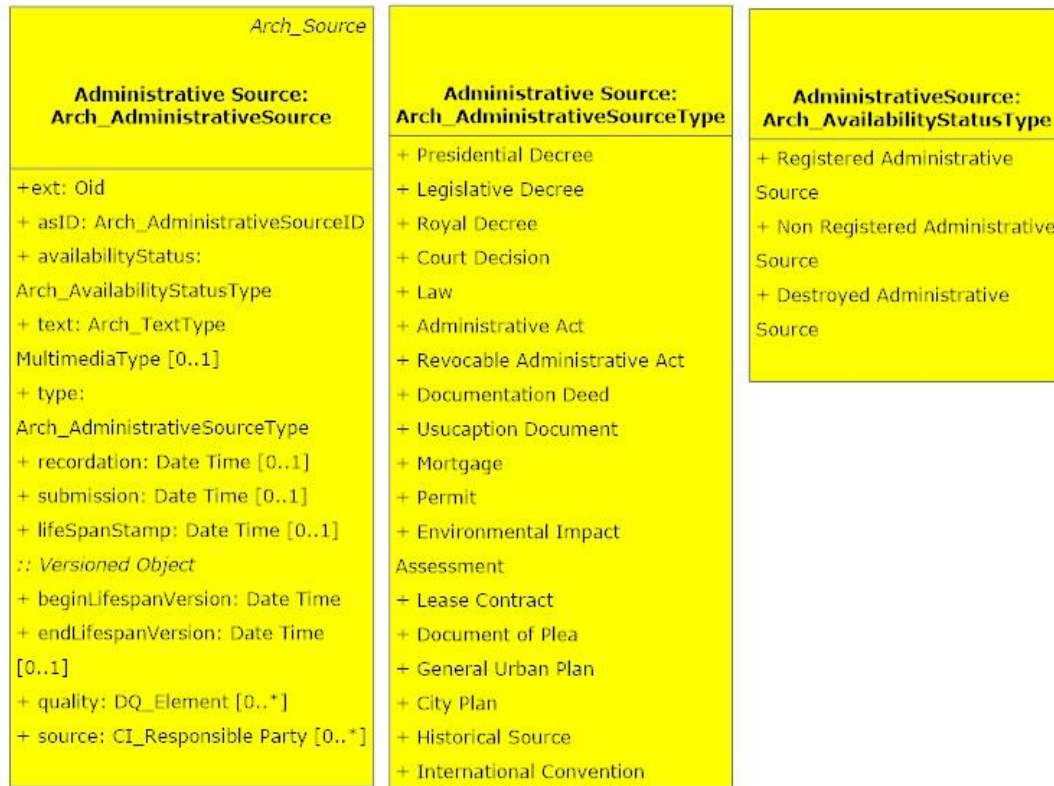 Arch_Source
Administrative Source:
Arch_AdministrativeSource
+ext: Oid
+ asID: Arch_AdministrativeSourceID
+ availabilityStatus:
Arch_AvailabilityStatusType
+ text: Arch_TextType
MultimediaType [0..1]
+ type:
Arch_AdministrativeSourceType
+ recordation: Date Time [0..1]
+ submission: Date Time [0..1]
+ lifeSpanStamp: Date Time [0..1]
:: Versioned Object
+ beginLifespanVersion: Date Time
+ endLifespanVersion: Date Time
[0..1]
+ quality: DQ_Element [0..*]
+ source: CI_Responsible Party [0..*]
Administrative Source:
Arch_AdministrativeSourceType
+ Presidential Decree
+ Legislative Decree
+ Royal Decree
+ Court Decision
+ Law
+ Administrative Act
+ Revocable Administrative Act
+ Documentation Deed
+ Usucaption Document
+ Mortgage
+ Permit
+ Environmental Impact
Assessment
+ Lease Contract
+ Document of Plea
+ General Urban Plan
+ City Plan
+ Historical Source
+ International Convention
AdministrativeSource:
Arch_AvailabilityStatusType
+ Registered Administrative
Source
+ Non Registered Administrative
Source
+ Destroyed Administrative
Source